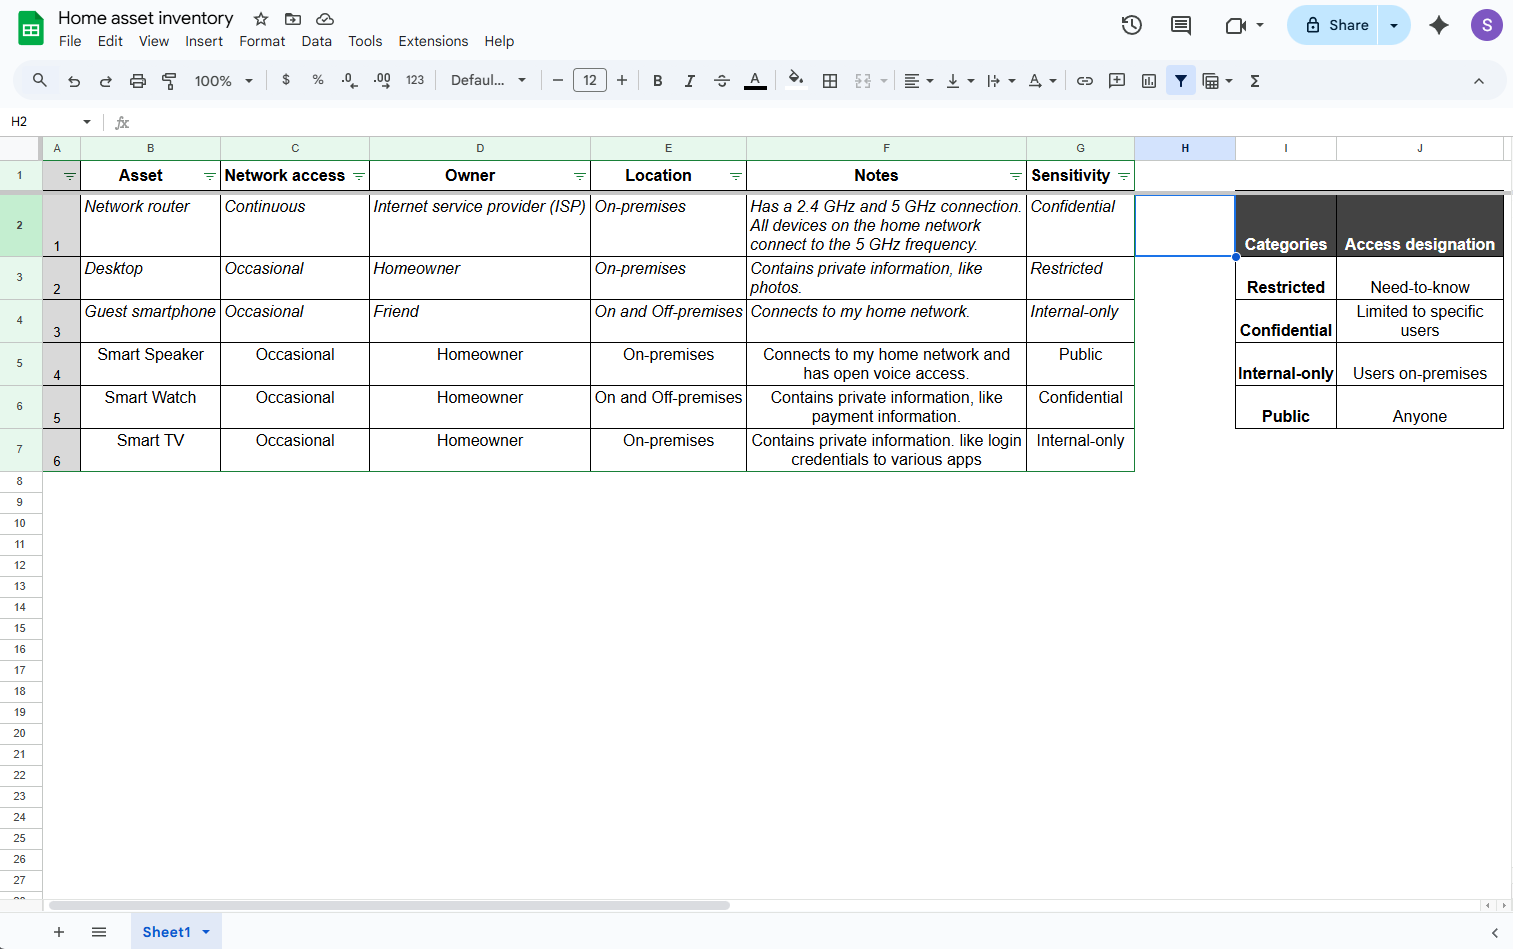 Home asset inventory
File Edit View Insert Format Data Tools Extensions Help
Share
S
100% $ % .0 .00 123 Defaul... − 12 + B I S A A Σ
H2 fx
A B C D E F G H I J
1 Asset Network access Owner Location Notes Sensitivity
2 1 Network router Continuous Internet service provider (ISP) On-premises Has a 2.4 GHz and 5 GHz connection. Confidential
All devices on the home network
connect to the 5 GHz frequency. Categories Access designation
3 2 Desktop Occasional Homeowner On-premises Contains private information, like Restricted
photos. Restricted Need-to-know
4 3 Guest smartphone Occasional Friend On and Off-premises Connects to my home network. Internal-only Confidential Limited to specific
users
5 4 Smart Speaker Occasional Homeowner On-premises Connects to my home network and Public
has open voice access. Internal-only Users on-premises
6 5 Smart Watch Occasional Homeowner On and Off-premises Contains private information, like Confidential
payment information. Public Anyone
7 6 Smart TV Occasional Homeowner On-premises Contains private information. like login Internal-only
credentials to various apps
8
9
10
11
12
13
14
15
16
17
18
19
20
21
22
23
24
25
26
27
+ Sheet1